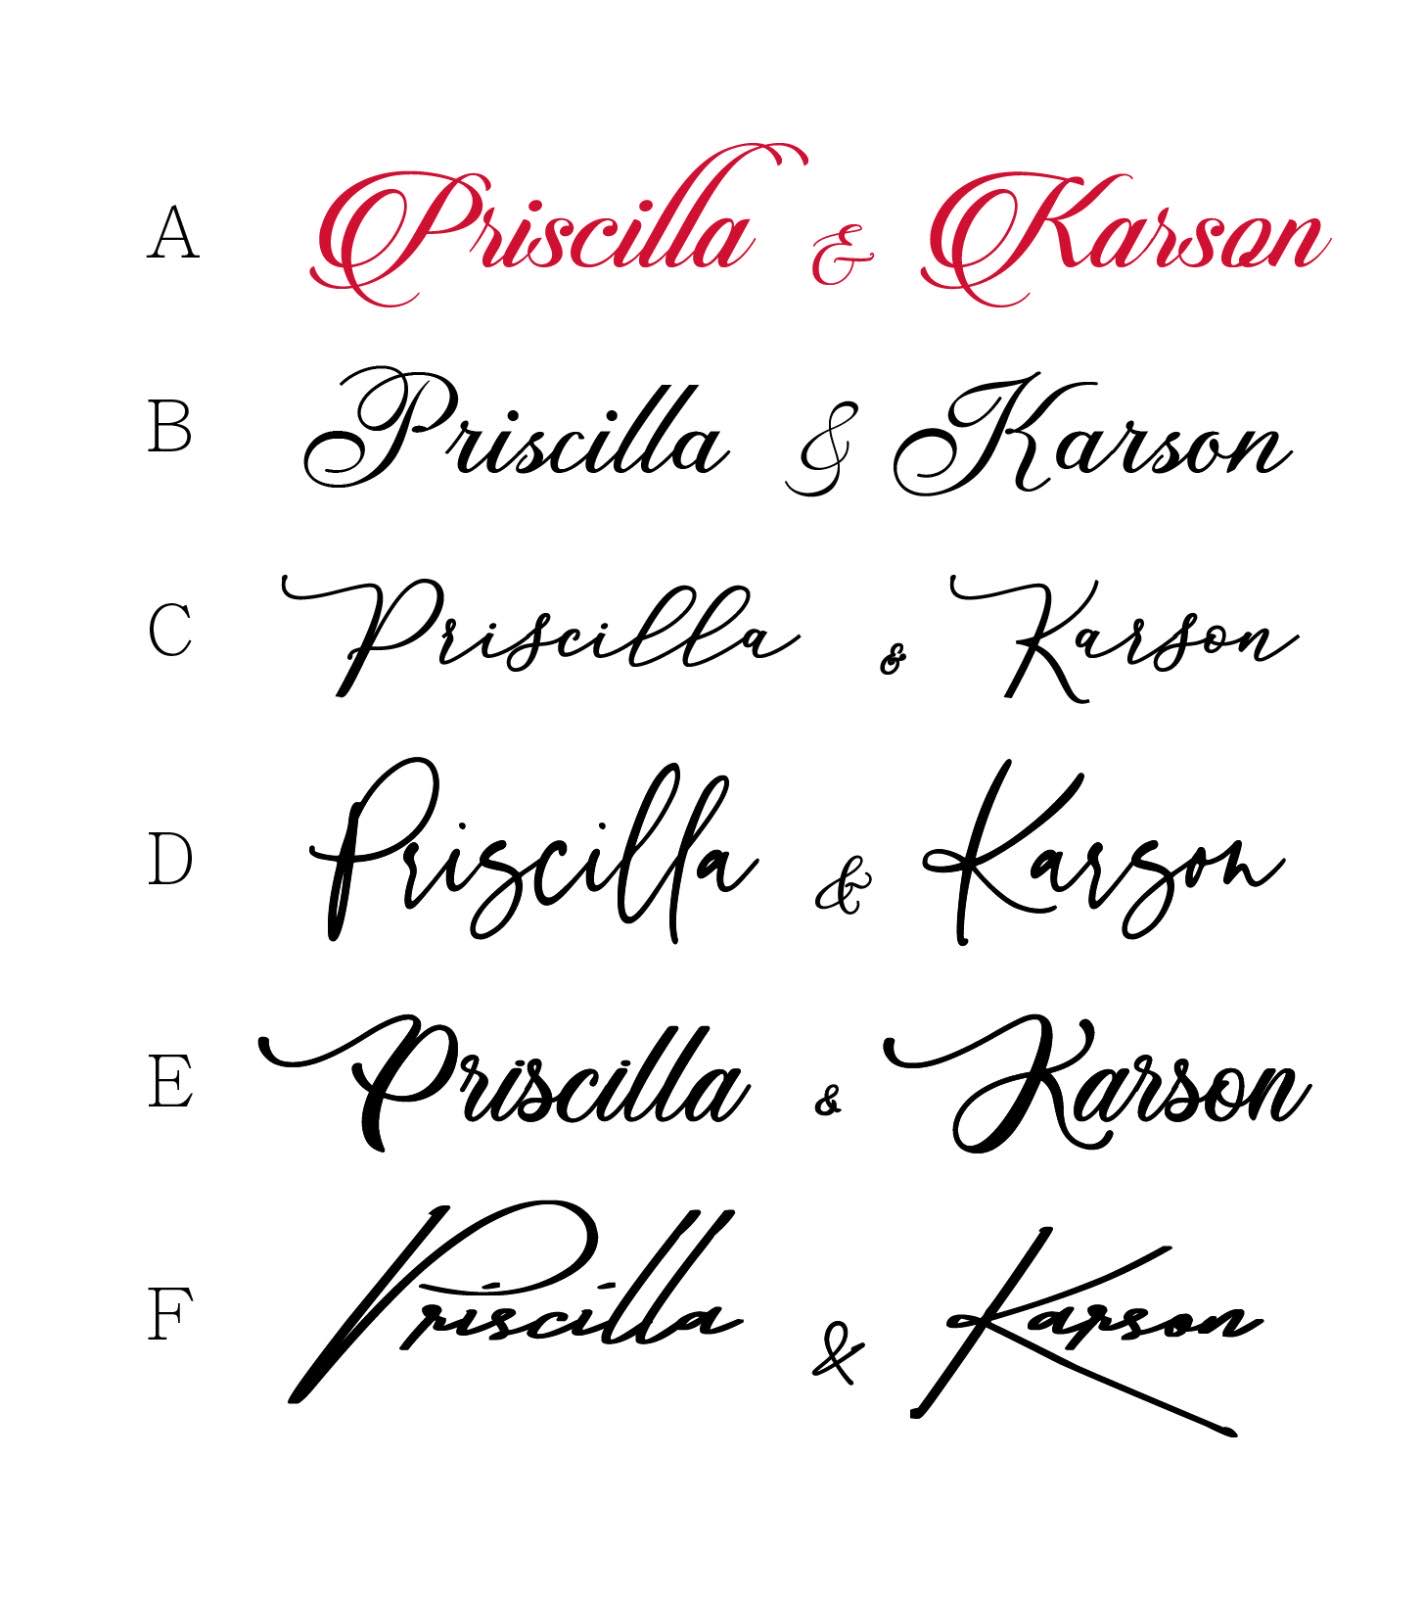 A Priscilla & Karson
B Priscilla & Karson
C Priscilla & Karson
D Priscilla & Karson
E Priscilla & Karson
F Priscilla & Karson